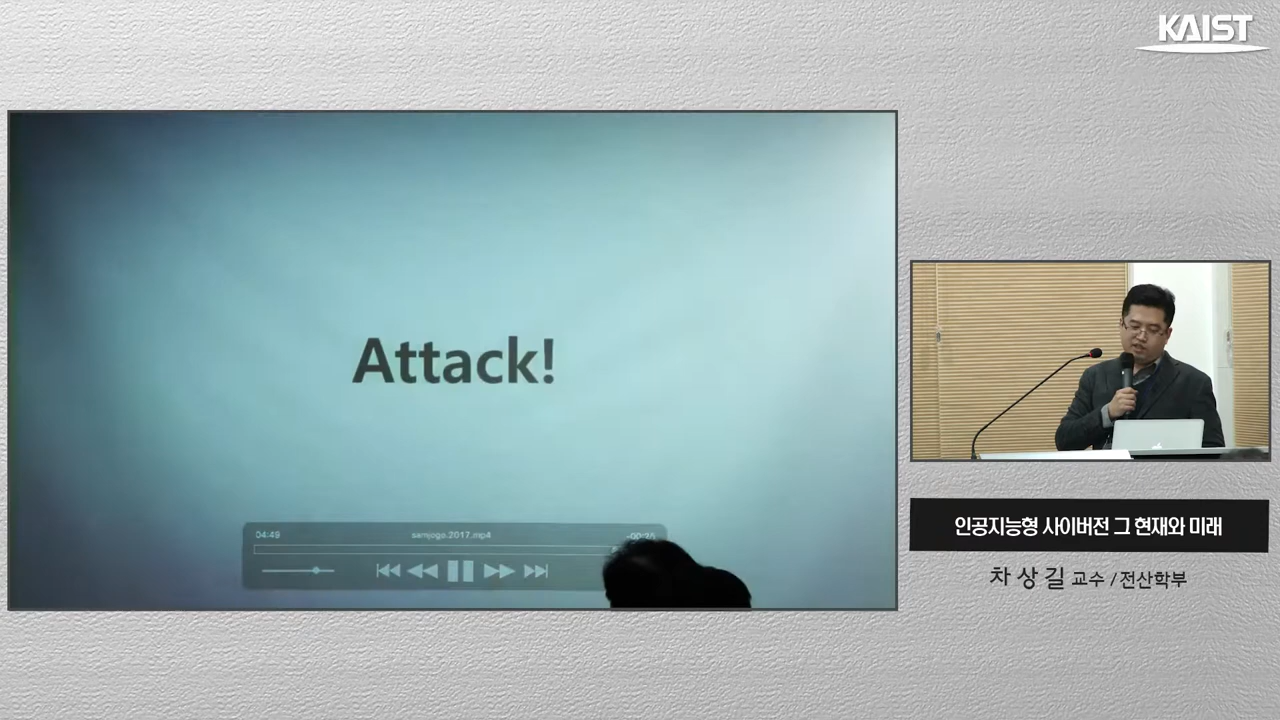 KAIST
Attack!
04:49
samjogo.2017.mp4
인공지능형 사이버전 그 현재와 미래
차 상 길 교수 / 전산학부